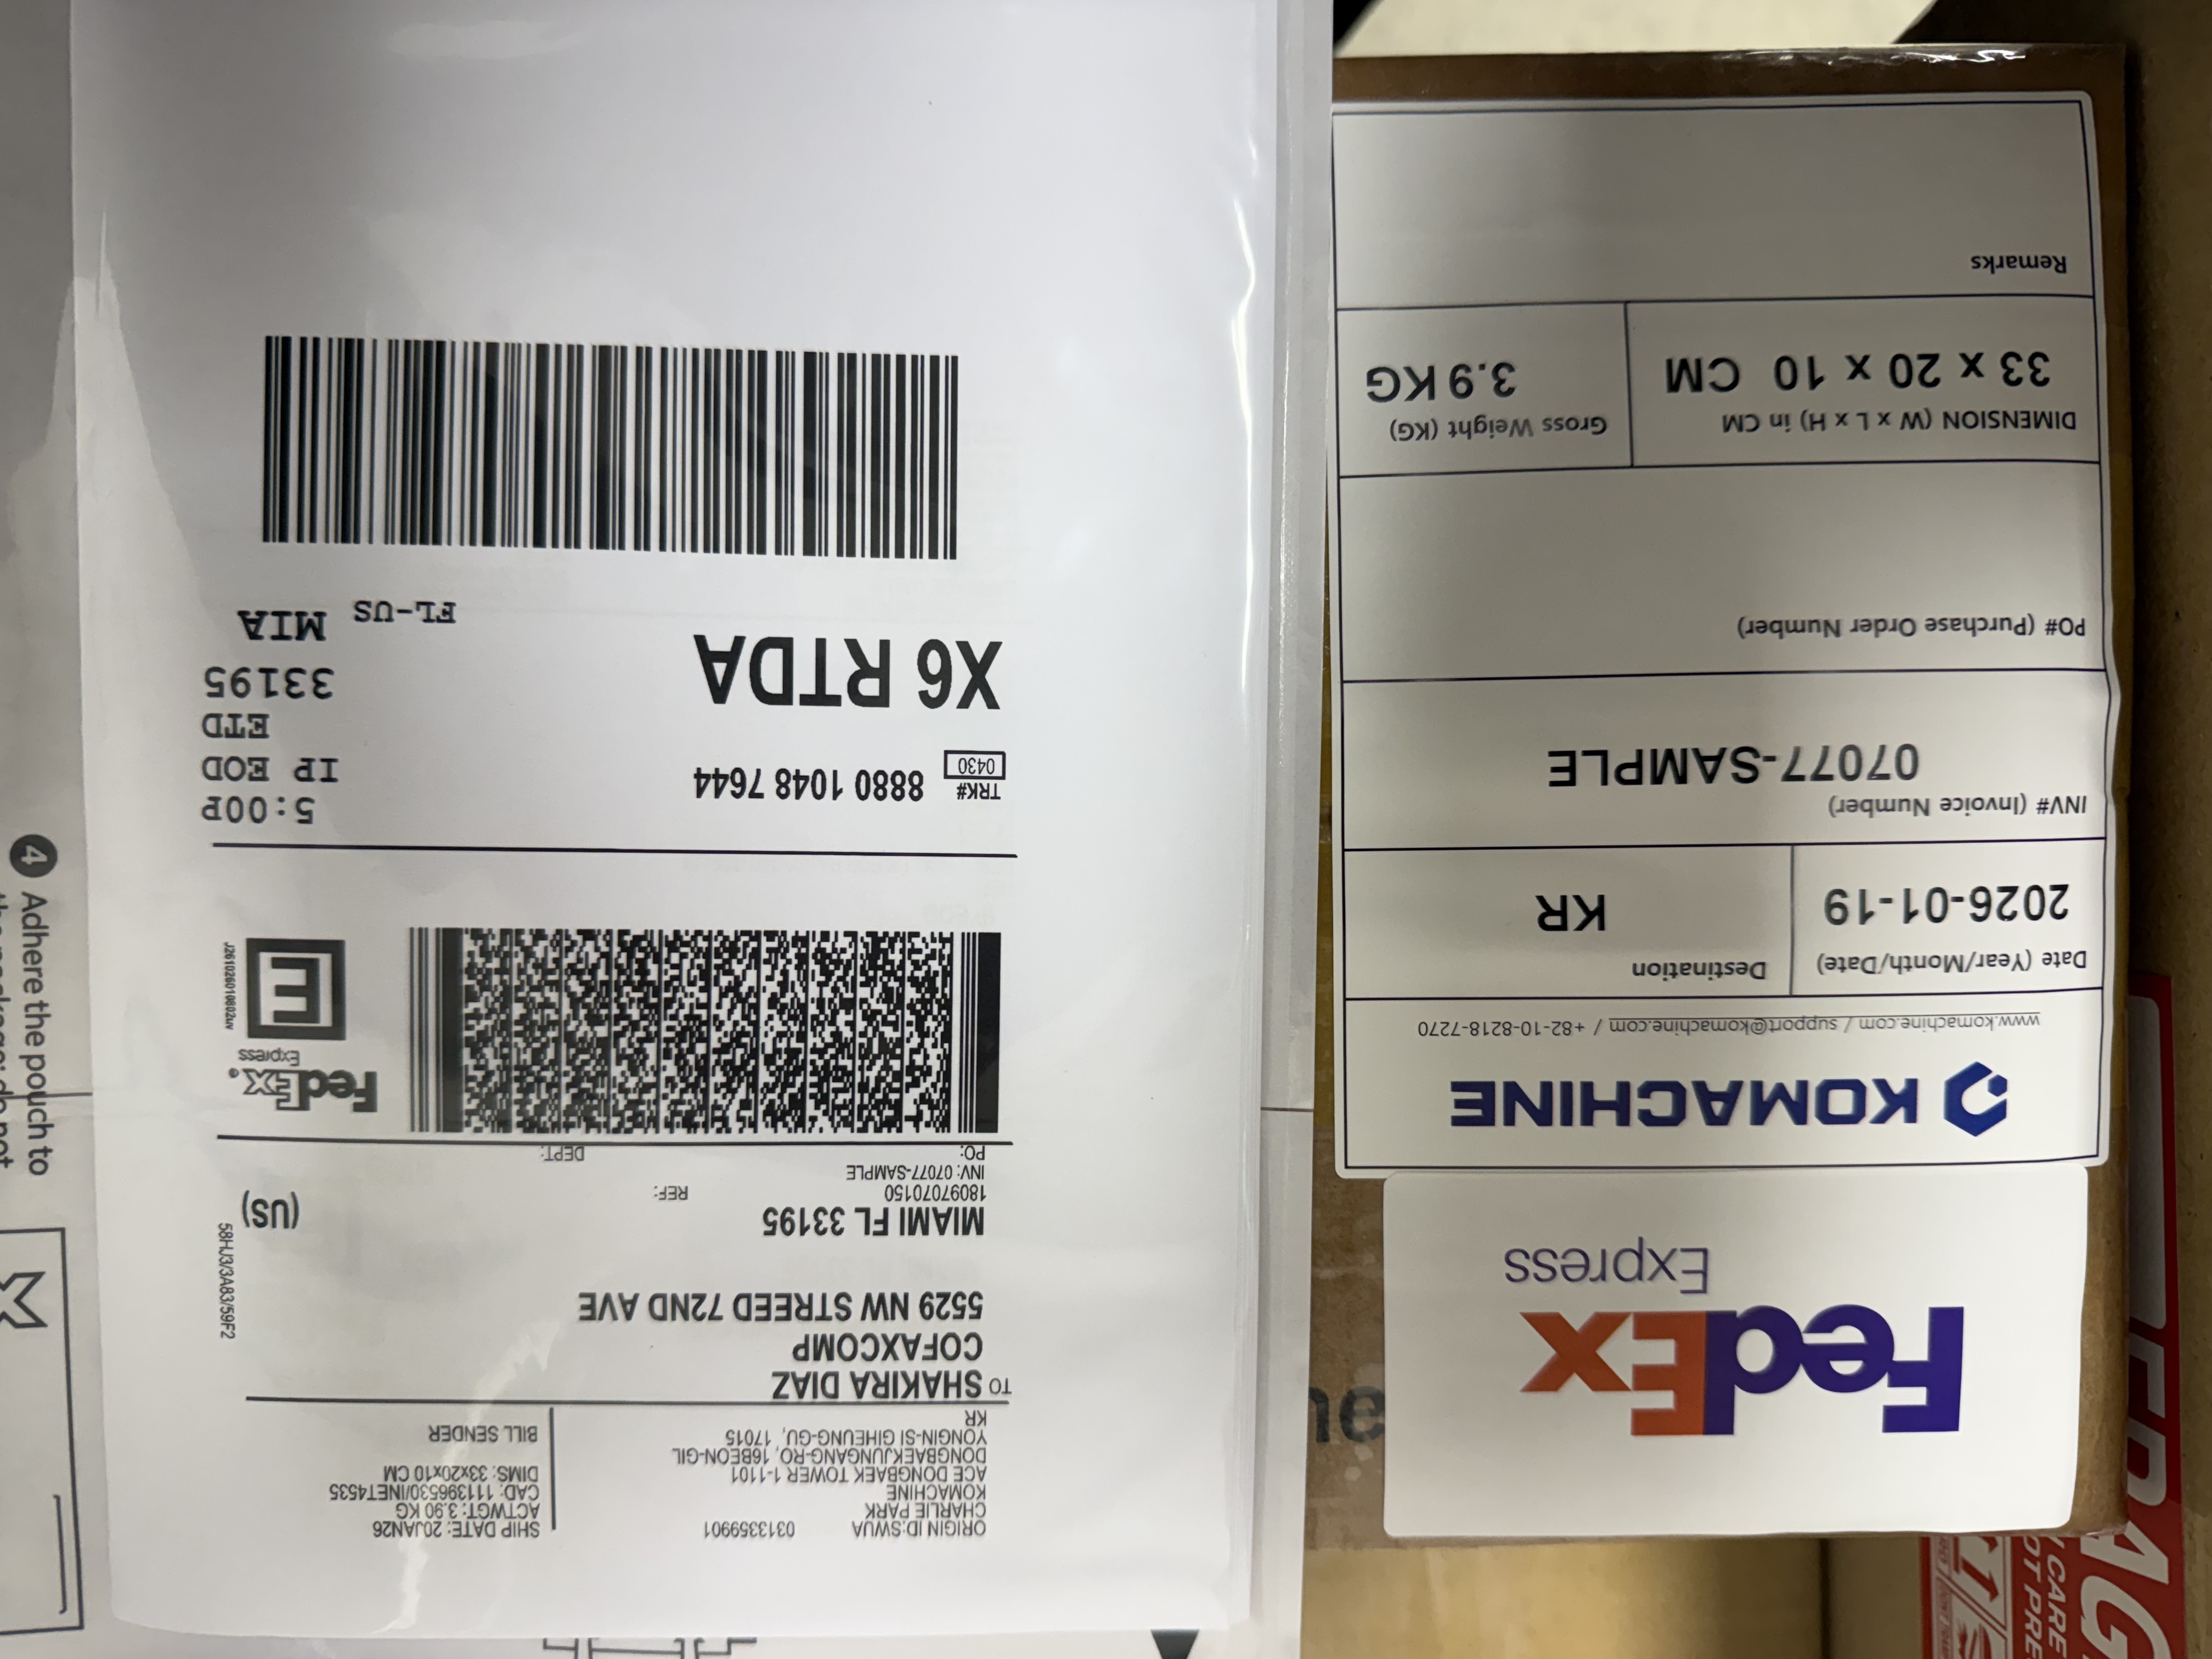 ORIGIN ID:SWUA 0313359901
CHARLIE PARK
KOMACHINE
ACE DONGBAEK TOWER 1-1101
DONGBAEKJUNGANG-RO, 16BEON-GIL
YONGIN-SI GIHEUNG-GU, 17015
KR
SHIP DATE: 20JAN26
ACTWGT: 3.90 KG
CAD: 111396530/INET4535
DIMS: 33x20x10 CM
BILL SENDER
TO SHAKIRA DIAZ
COFAXCOMP
5529 NW STREED 72ND AVE
MIAMI FL 33195
(US)
18097070150 REF:
INV: 07077-SAMPLE
PO: DEPT:
58HJ3/3A83/59F2
FedEx®
Express
E
J261026010802uv
TRK# 8880 1048 7644
0430
5:00P
IP EOD
ETD
X6 RTDA
33195
FL-US MIA
FedEx
Express
KOMACHINE
www.komachine.com / support@komachine.com / +82-10-8218-7270
Date (Year/Month/Date)
2026-01-19
Destination
KR
INV# (Invoice Number)
07077-SAMPLE
PO# (Purchase Order Number)
DIMENSION (W x L x H) in CM
33 x 20 x 10 CM
Gross Weight (KG)
3.9 KG
Remarks
4 Adhere the pouch to